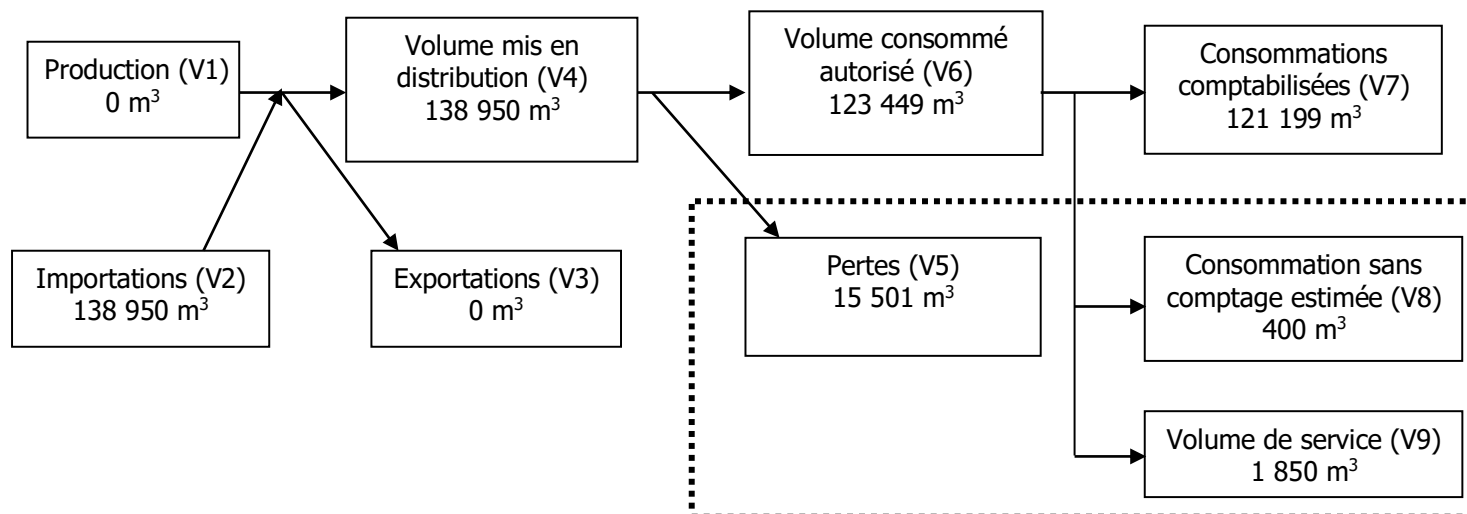 Production (V1)
0 m³
Volume mis en
distribution (V4)
138 950 m³
Volume consommé
autorisé (V6)
123 449 m³
Consommations
comptabilisées (V7)
121 199 m³
Importations (V2)
138 950 m³
Exportations (V3)
0 m³
Pertes (V5)
15 501 m³
Consommation sans
comptage estimée (V8)
400 m³
Volume de service (V9)
1 850 m³